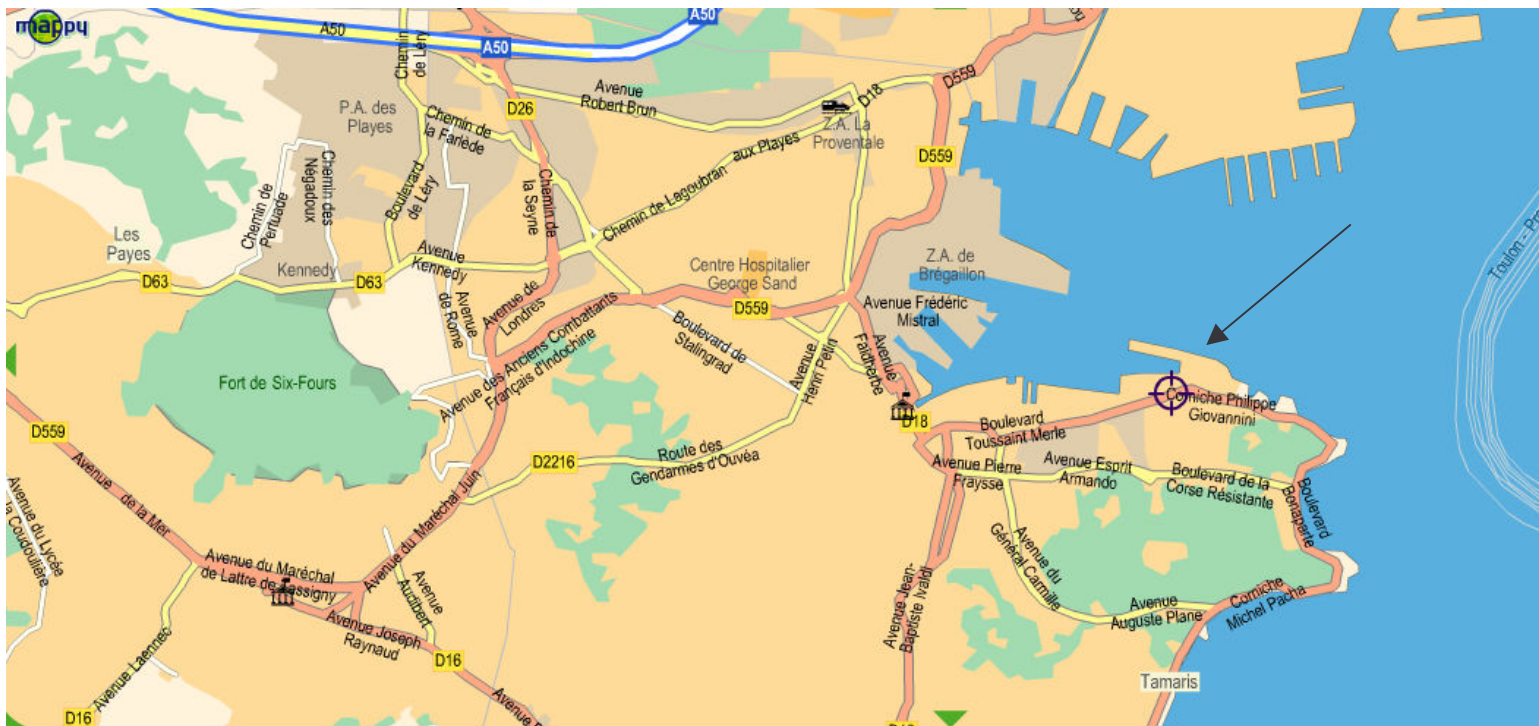 mappy
A50
A50
A50
Chemin
de Léry
D559
D26
Avenue
Robert Brun
D18
P.A. des
Playes
Chemin de
la Farlède
Z.A. La
Proventale
D559
Chemin des
Négadoux
Chemin de
Pertuade
Boulevard
de Léry
Chemin de
la Seyne
Chemin de Lagoubran
aux Playes
Les
Payes
Toulon - P
D63
Kennedy
D63
Avenue
Kennedy
Centre Hospitalier
George Sand
Z.A. de
Brégaillon
Avenue
de Rome
Avenue de
Londres
D559
Avenue Frédéric
Mistral
Avenue des Anciens Combattants
Français d'Indochine
Boulevard de
Stalingrad
Avenue
Henri Petin
Avenue
Faidherbe
Fort de Six-Fours
Corniche Philippe
Giovannini
D18
Boulevard
Toussaint Merle
D559
Route des
Gendarmes d'Ouvéa
D2216
Avenue Pierre
Fraysse
Avenue Esprit
Armando
Boulevard de la
Corse Résistante
Boulevard
Bonaparte
Avenue
de la Mer
Avenue du Lycée
la Coudoulière
Avenue du Maréchal Juin
Avenue du Maréchal
de Lattre de Tassigny
Avenue
Audibert
Avenue du
Général Carmille
Avenue Jean-
Baptiste Ivaldi
Avenue
Auguste Plane
Corniche
Michel Pacha
Avenue Joseph
Raynaud
Avenue Laennec
D16
Tamaris
D16